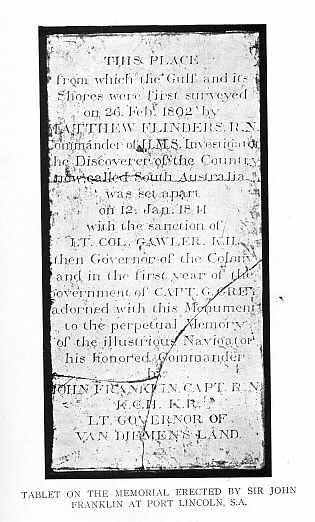 THIS PLACE
from which the Gulf and its
Shores were first surveyed
on 26. Feb. 1802 by
MATTHEW FLINDERS. R.N.
Commander of H.M.S. Investigator
the Discoverer of the Country
now called South Australia
was set apart
on 12. Jan. 1841
with the sanction of
LT. COL. GAWLER. K.H.
then Governor of the Colony
and in the first year of the
Government of CAPT. G. GREY
adorned with this Monument
to the perpetual Memory
of the illustrious Navigator
his honored Commander
by
JOHN FRANKLIN. CAPT. R.N.
K.C.H. K.R.
LT. GOVERNOR OF
VAN DIEMEN'S LAND.
TABLET ON THE MEMORIAL ERECTED BY SIR JOHN
FRANKLIN AT PORT LINCOLN, S.A.